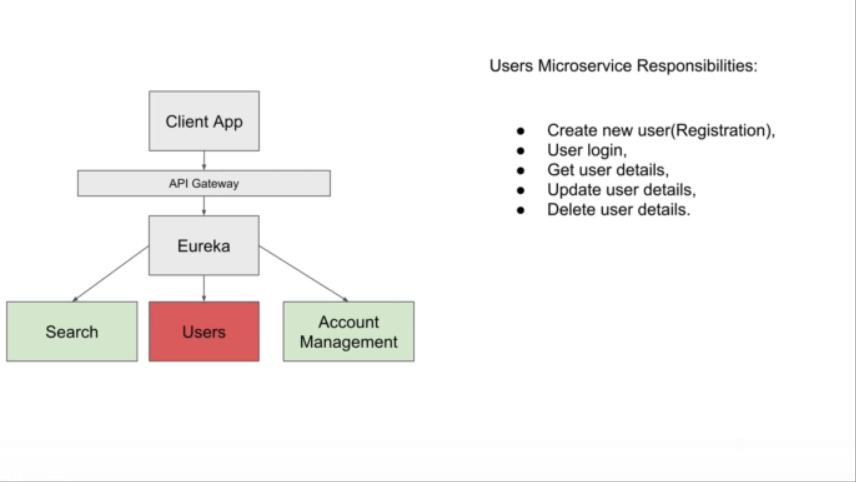 Users Microservice Responsibilities:
Client App
API Gateway
Eureka
Search
Users
Account
Management
● Create new user(Registration),
● User login,
● Get user details,
● Update user details,
● Delete user details.